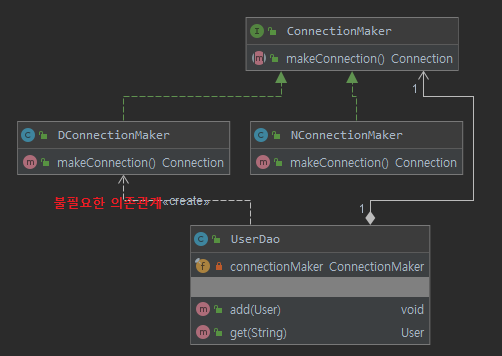 ConnectionMaker
makeConnection() Connection
1
DConnectionMaker
makeConnection() Connection
NConnectionMaker
makeConnection() Connection
불필요한 의존관계 «create»
1
UserDao
connectionMaker ConnectionMaker
add(User) void
get(String) User